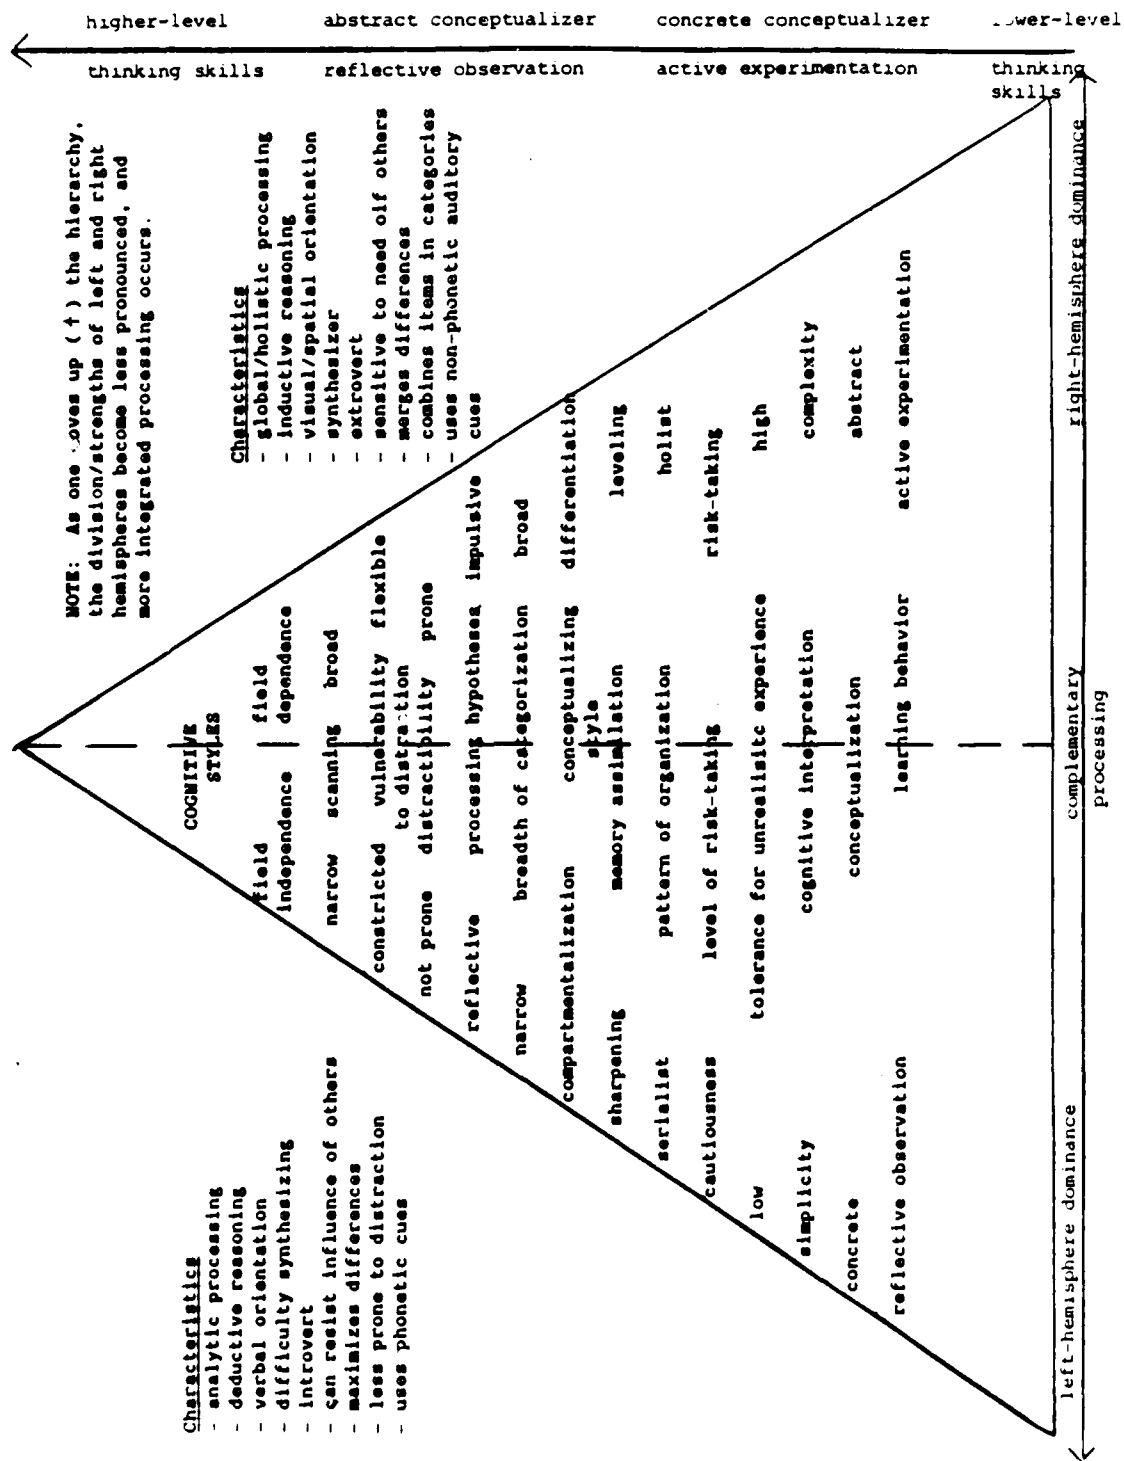 higher-level abstract conceptualizer concrete conceptualizer lower-level
thinking skills reflective observation active experimentation thinking
skills
NOTE: As one moves up (↑) the hierarchy,
the division/strengths of left and right
hemispheres become less pronounced, and
more integrated processing occurs.
Characteristics
- analytic processing
- deductive reasoning
- verbal orientation
- difficulty synthesizing
- introvert
- can resist influence of others
- maximizes differences
- less prone to distraction
- uses phonetic cues
Characteristics
- global/holistic processing
- inductive reasoning
- visual/spatial orientation
- synthesizer
- extrovert
- sensitive to need olf others
- merges differences
- combines items in categories
- uses non-phonetic auditory
cues
COGNITIVE
STYLES
field field
independence dependence
narrow scanning broad
constricted vulnerability flexible
to distraction
not prone distractibility prone
reflective processing hypotheses impulsive
narrow breadth of categorization broad
compartmentalization conceptualizing differentiation
style
sharpening memory assimilation leveling
serialist pattern of organization holist
cautiousness level of risk-taking risk-taking
low tolerance for unrealisitc experience high
simplicity cognitive interpretation complexity
concrete conceptualization abstract
reflective observation learning behavior active experimentation
left-hemisphere dominance complementary right-hemisphere dominance
processing